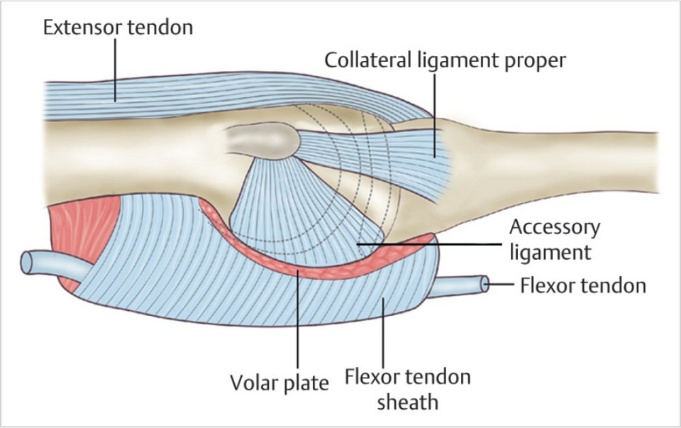 Extensor tendon
Collateral ligament proper
Accessory
ligament
Flexor tendon
Volar plate
Flexor tendon
sheath